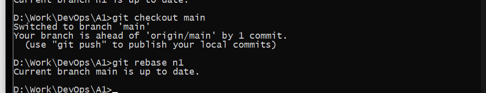 Current branch n1 is up to date.
D:\Work\DevOps\A1>git checkout main
Switched to branch 'main'
Your branch is ahead of 'origin/main' by 1 commit.
  (use "git push" to publish your local commits)
D:\Work\DevOps\A1>git rebase n1
Current branch main is up to date.
D:\Work\DevOps\A1>_